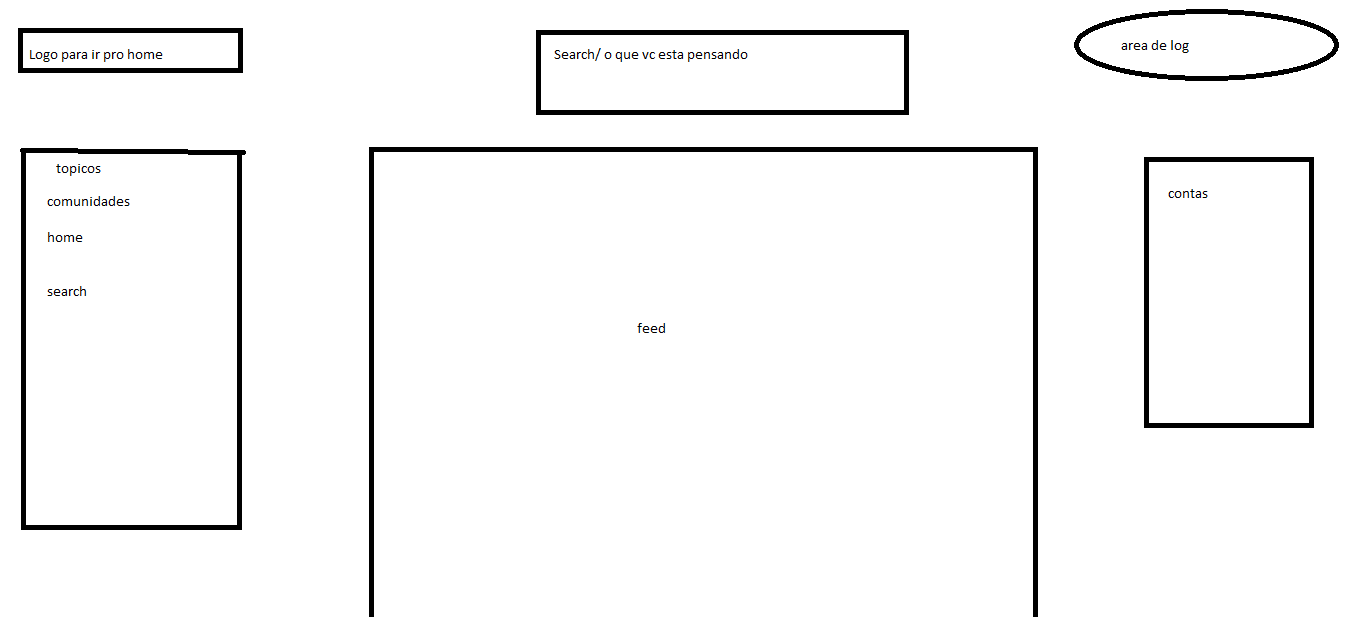 Logo para ir pro home
Search/ o que vc esta pensando
area de log
topicos
comunidades
home
search
feed
contas